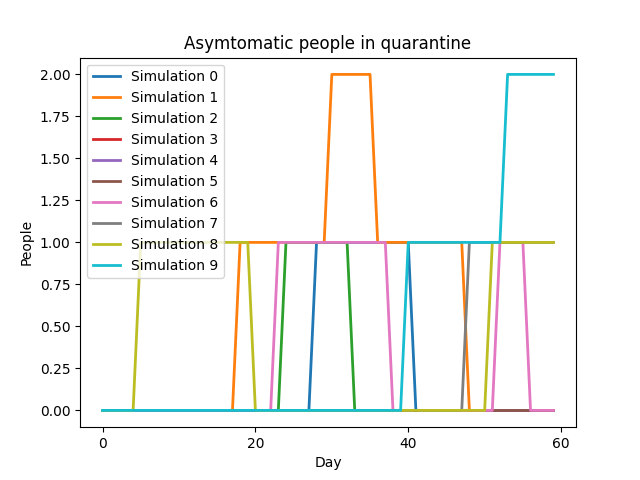 Asymtomatic people in quarantine
2.00
1.75
1.50
1.25
1.00
0.75
0.50
0.25
0.00
People
Simulation 0
Simulation 1
Simulation 2
Simulation 3
Simulation 4
Simulation 5
Simulation 6
Simulation 7
Simulation 8
Simulation 9
0
20
40
60
Day